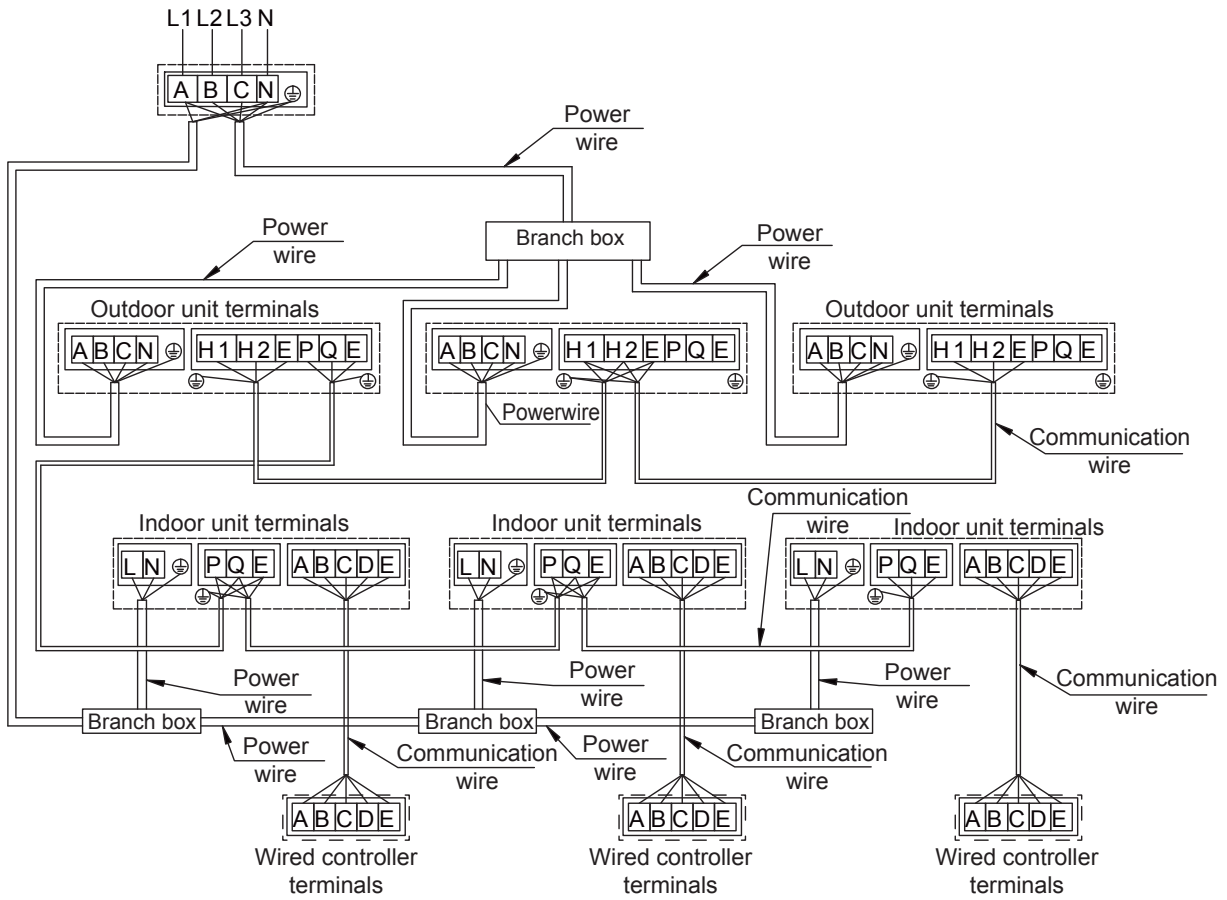 L1 L2 L3 N
A B C N
Power
wire
Branch box
Power
wire
Power
wire
Outdoor unit terminals
Outdoor unit terminals
A B C N
H1 H2 E P Q E
A B C N
H1 H2 E P Q E
A B C N
H1 H2 E P Q E
Powerwire
Communication
wire
Communication
wire
Indoor unit terminals
Indoor unit terminals
Indoor unit terminals
L N
P Q E
A B C D E
L N
P Q E
A B C D E
L N
P Q E
A B C D E
Power
wire
Power
wire
Power
wire
Communication
wire
Branch box
Branch box
Branch box
Power
wire
Communication
wire
Power
wire
Communication
wire
A B C D E
A B C D E
A B C D E
Wired controller
terminals
Wired controller
terminals
Wired controller
terminals